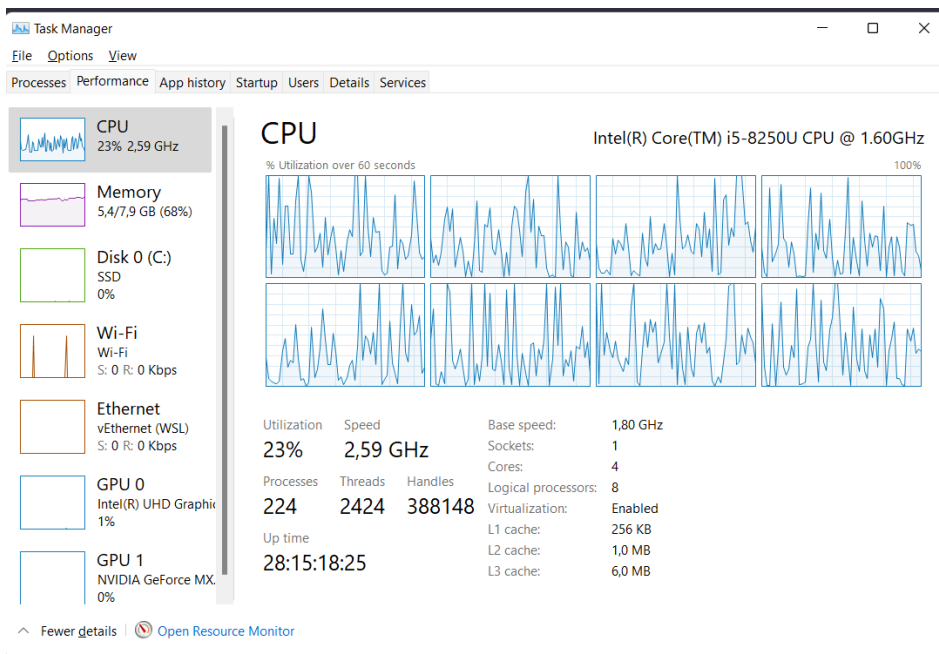 Task Manager
File Options View
Processes Performance App history Startup Users Details Services
CPU
23% 2,59 GHz
Memory
5,4/7,9 GB (68%)
Disk 0 (C:)
SSD
0%
Wi-Fi
Wi-Fi
S: 0 R: 0 Kbps
Ethernet
vEthernet (WSL)
S: 0 R: 0 Kbps
GPU 0
Intel(R) UHD Graphic
1%
GPU 1
NVIDIA GeForce MX.
0%
CPU Intel(R) Core(TM) i5-8250U CPU @ 1.60GHz
% Utilization over 60 seconds 100%
Utilization Speed
23% 2,59 GHz
Processes Threads Handles
224 2424 388148
Up time
28:15:18:25
Base speed: 1,80 GHz
Sockets: 1
Cores: 4
Logical processors: 8
Virtualization: Enabled
L1 cache: 256 KB
L2 cache: 1,0 MB
L3 cache: 6,0 MB
Fewer details Open Resource Monitor